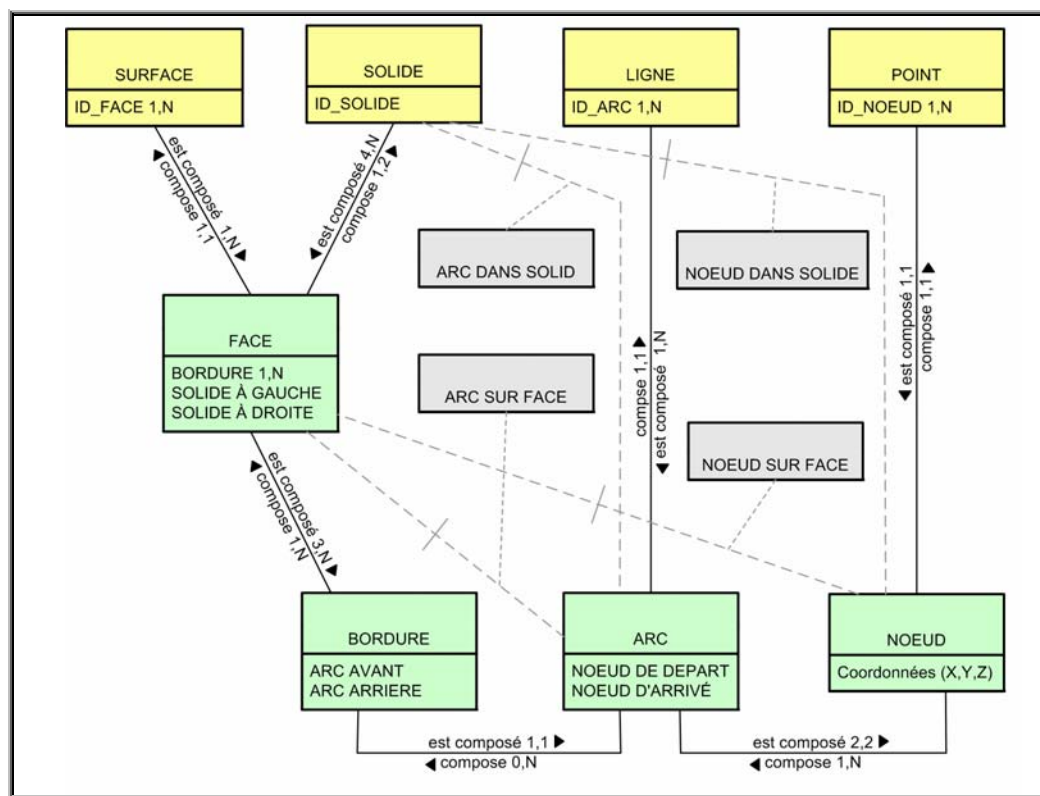 SURFACE
ID_FACE 1,N
SOLIDE
ID_SOLIDE
LIGNE
ID_ARC 1,N
POINT
ID_NOEUD 1,N
est composé 1,N ▶
◀ compose 1,1
◀ est composé 4,N
compose 1,2 ▶
ARC DANS SOLID
NOEUD DANS SOLIDE
FACE
BORDURE 1,N
SOLIDE À GAUCHE
SOLIDE À DROITE
ARC SUR FACE
compse 1,1 ▶
◀ est composé 1,N
◀ est composé 1,1
compose 1,1 ▶
NOEUD SUR FACE
est composé 3,N ▶
◀ compose 1,N
BORDURE
ARC AVANT
ARC ARRIERE
ARC
NOEUD DE DEPART
NOEUD D'ARRIVÉ
NOEUD
Coordonnées (X,Y,Z)
est composé 1,1 ▶
◀ compose 0,N
est composé 2,2 ▶
◀ compose 1,N